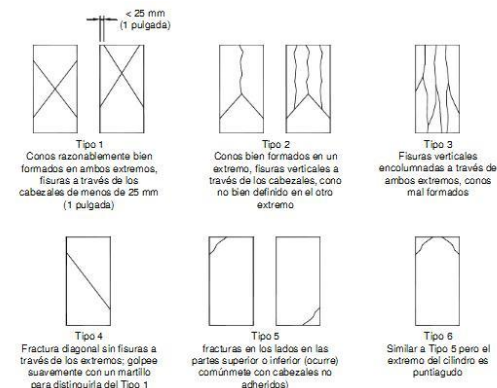 < 25 mm
(1 pulgada)
Tipo 1
Conos razonablemente bien
formados en ambos extremos,
fisuras a través de los
cabezales de menos de 25 mm
(1 pulgada)
Tipo 2
Conos bien formados en un
extremo, fisuras verticales a
través de los cabezales, cono
no bien definido en el otro
extremo
Tipo 3
Fisuras verticales
encolumnadas a través de
ambos extremos, conos
mal formados
Tipo 4
Fractura diagonal sin fisuras a
través de los extremos; golpee
suavemente con un martillo
para distinguirla del Tipo 1
Tipo 5
fracturas en los lados en las
partes superior o inferior (ocurre)
comúnmete con cabezales no
adheridos)
Tipo 6
Similar a Tipo 5 pero el
extremo del cilindro es
puntiagudo